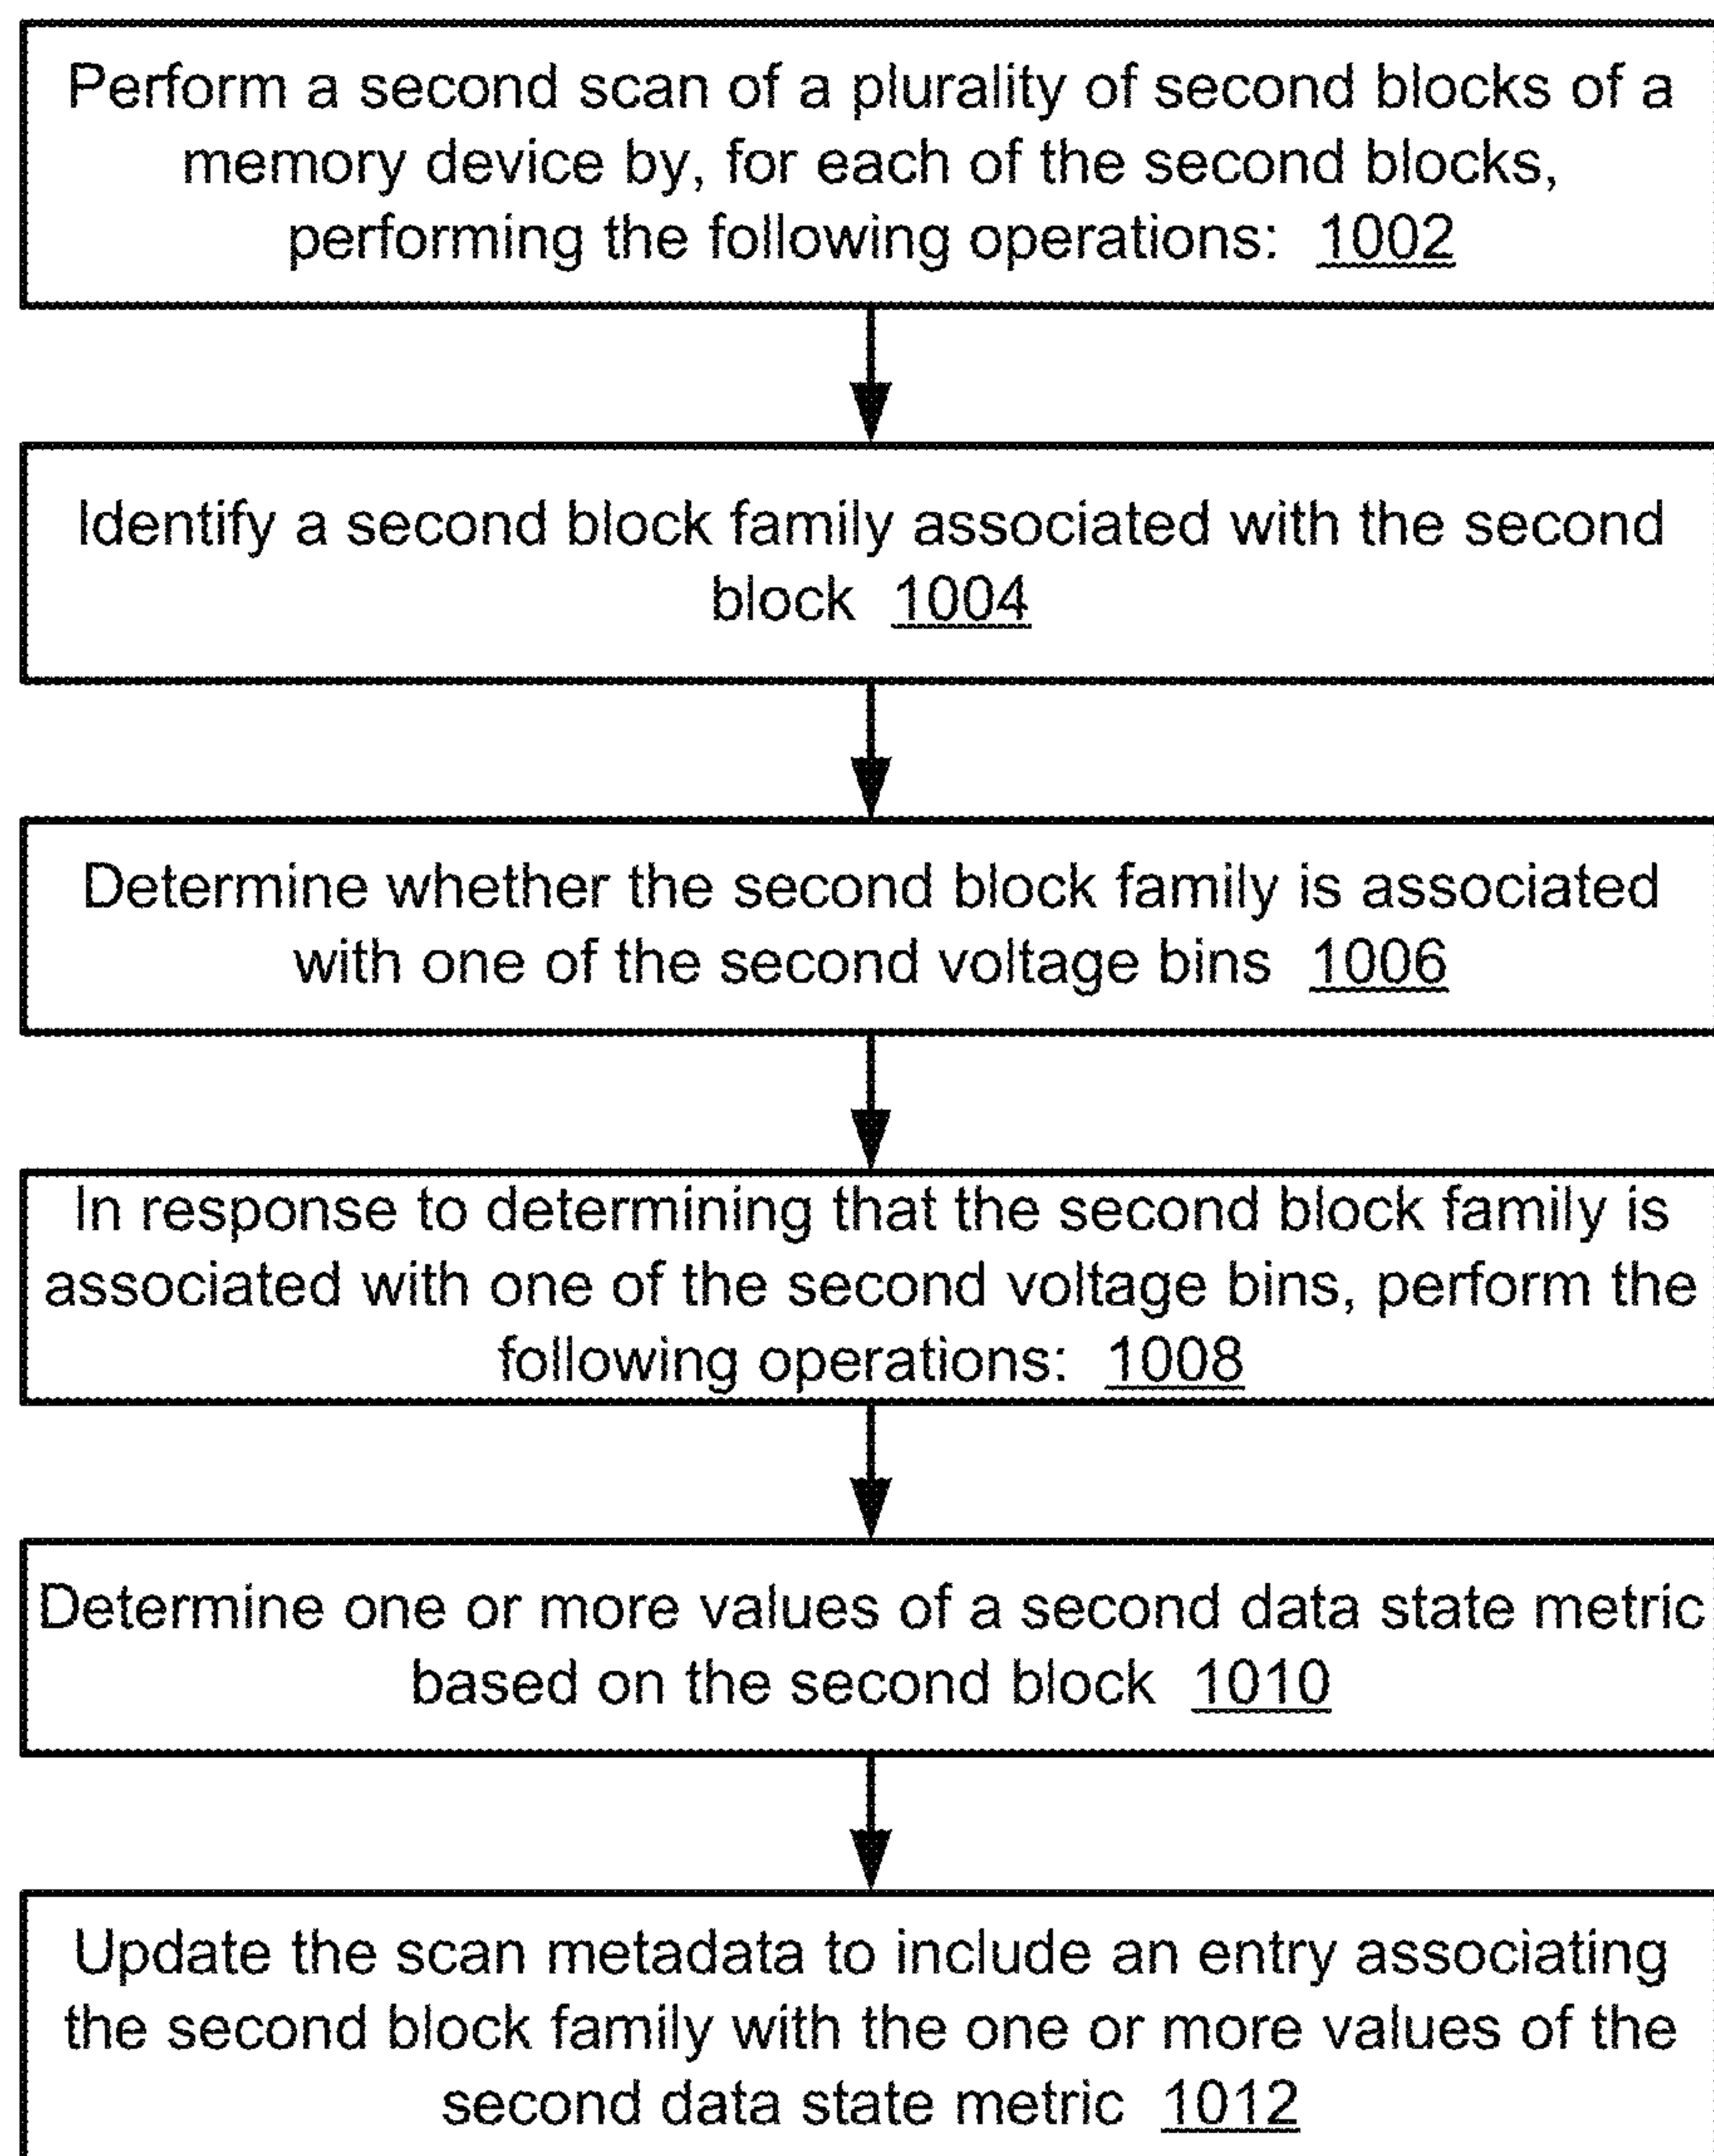 Perform a second scan of a plurality of second blocks of a
memory device by, for each of the second blocks,
performing the following operations: 1002
Identify a second block family associated with the second
block 1004
Determine whether the second block family is associated
with one of the second voltage bins 1006
In response to determining that the second block family is
associated with one of the second voltage bins, perform the
following operations: 1008
Determine one or more values of a second data state metric
based on the second block 1010
Update the scan metadata to include an entry associating
the second block family with the one or more values of the
second data state metric 1012